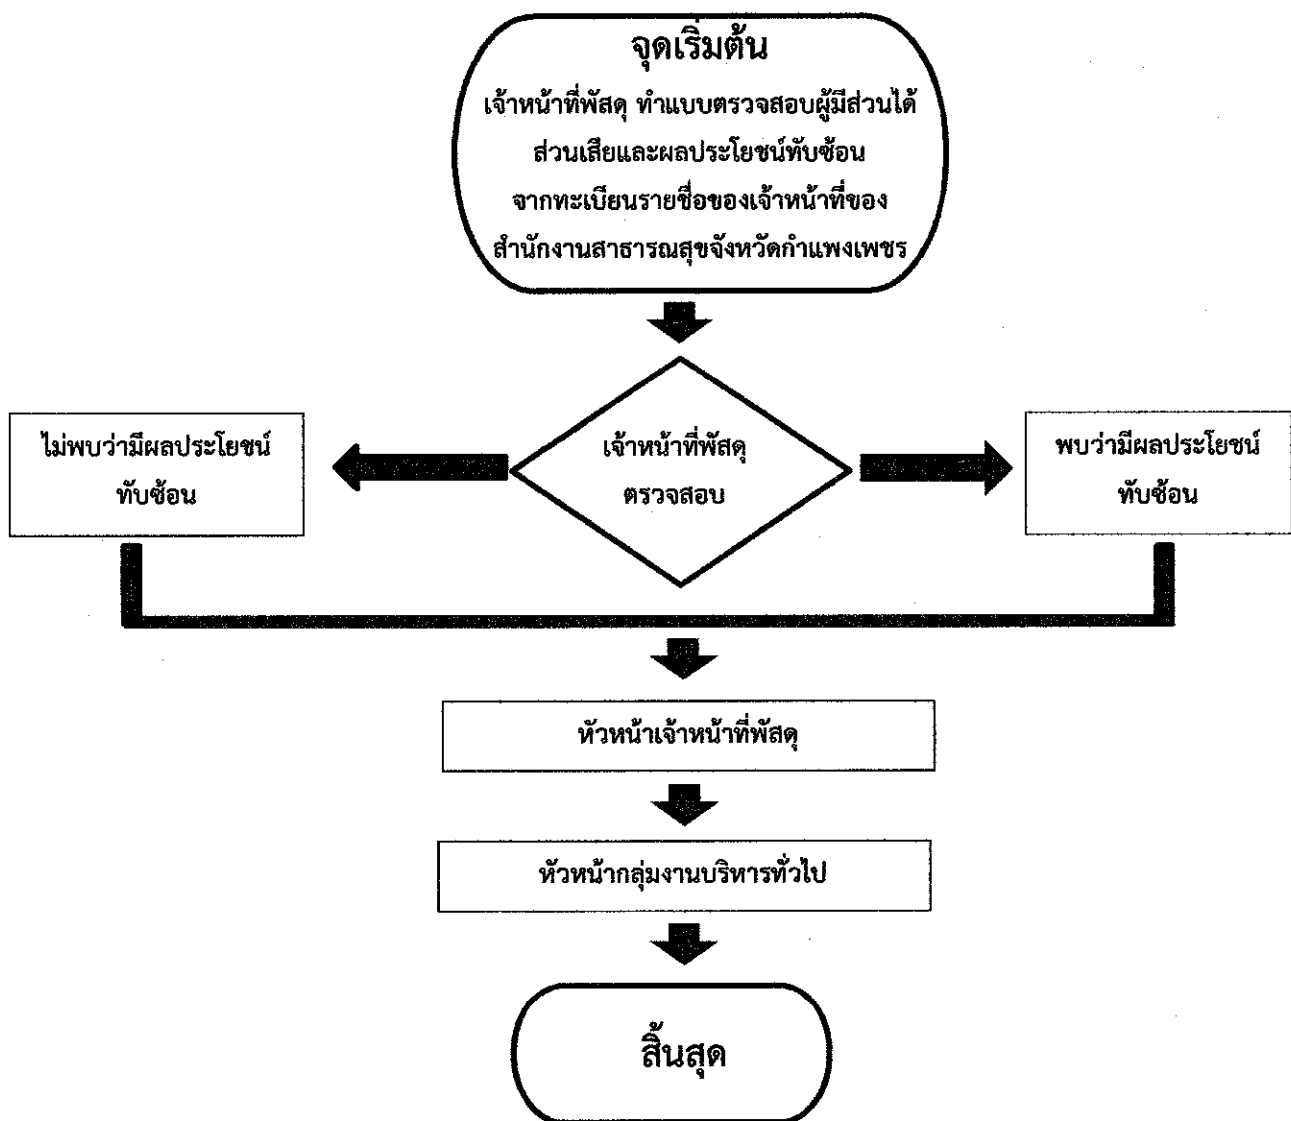 จุดเริ่มต้น
เจ้าหน้าที่พัสดุ ทำแบบตรวจสอบผู้มีส่วนได้
ส่วนเสียและผลประโยชน์ทับซ้อน
จากทะเบียนรายชื่อของเจ้าหน้าที่ของ
สำนักงานสาธารณสุขจังหวัดกำแพงเพชร
ไม่พบว่ามีผลประโยชน์
ทับซ้อน
เจ้าหน้าที่พัสดุ
ตรวจสอบ
พบว่ามีผลประโยชน์
ทับซ้อน
หัวหน้าเจ้าหน้าที่พัสดุ
หัวหน้ากลุ่มงานบริหารทั่วไป
สิ้นสุด